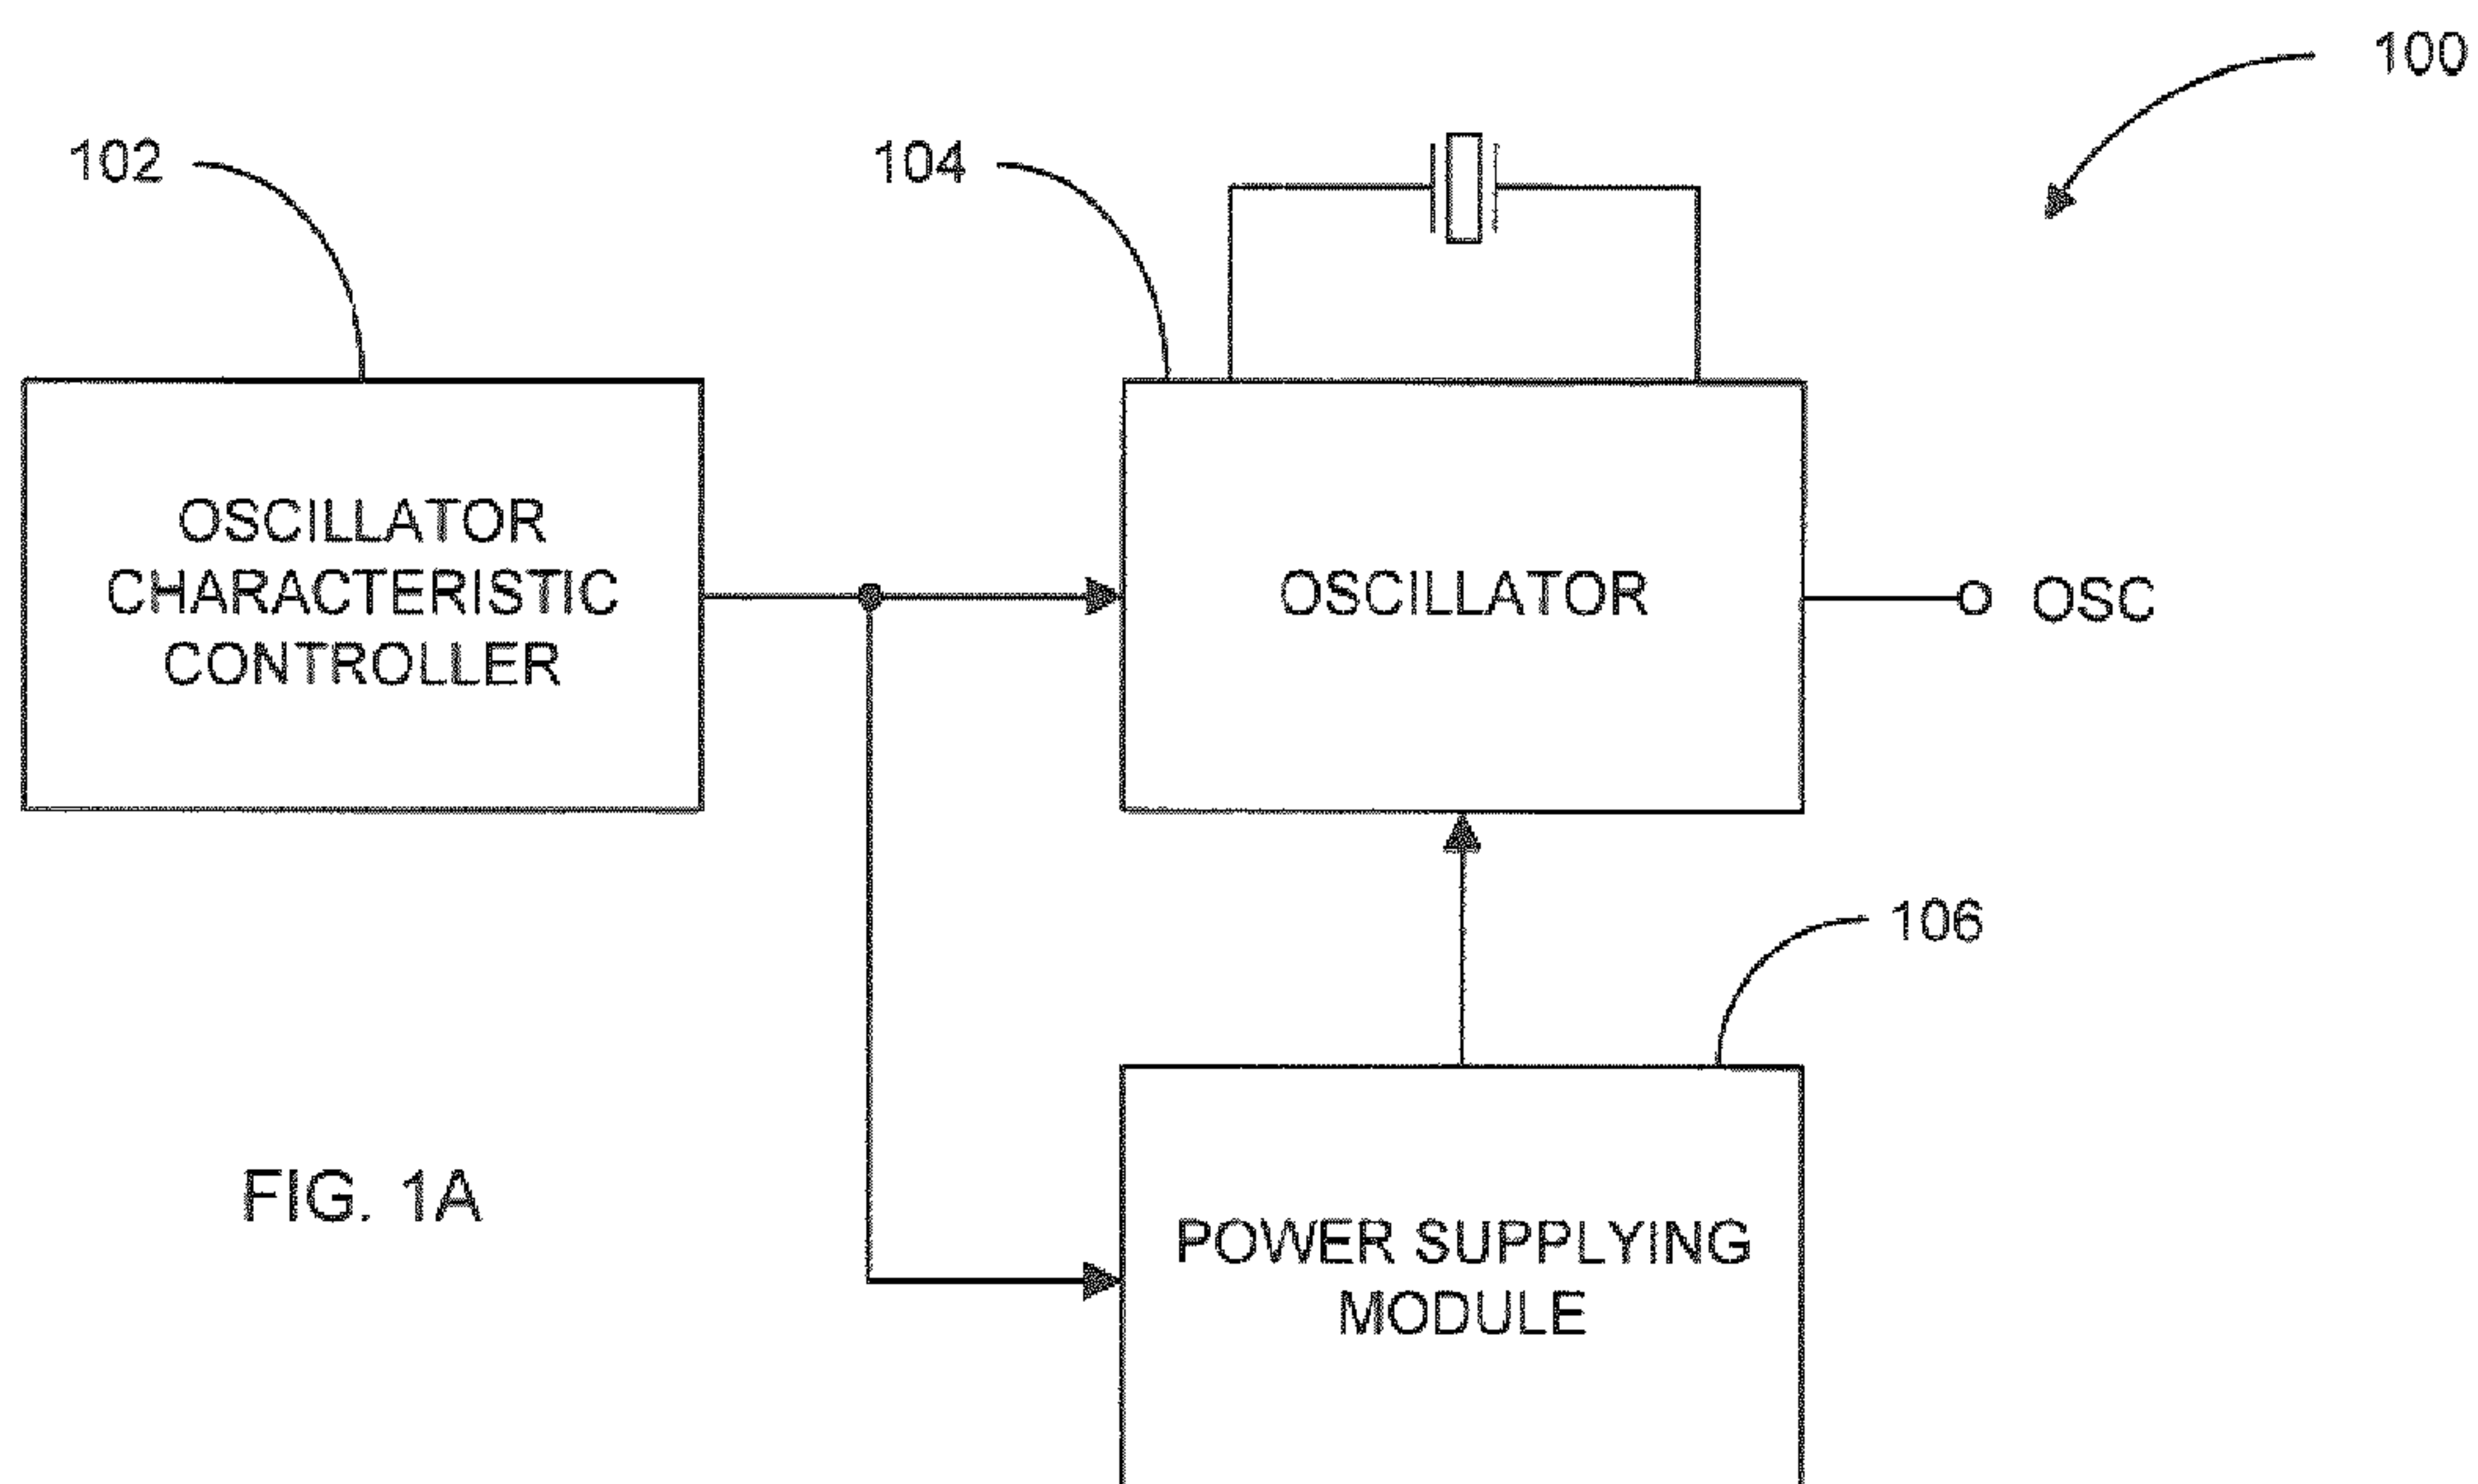 100
102
104
OSCILLATOR
CHARACTERISTIC
CONTROLLER
OSCILLATOR
OSC
106
FIG. 1A
POWER SUPPLYING
MODULE